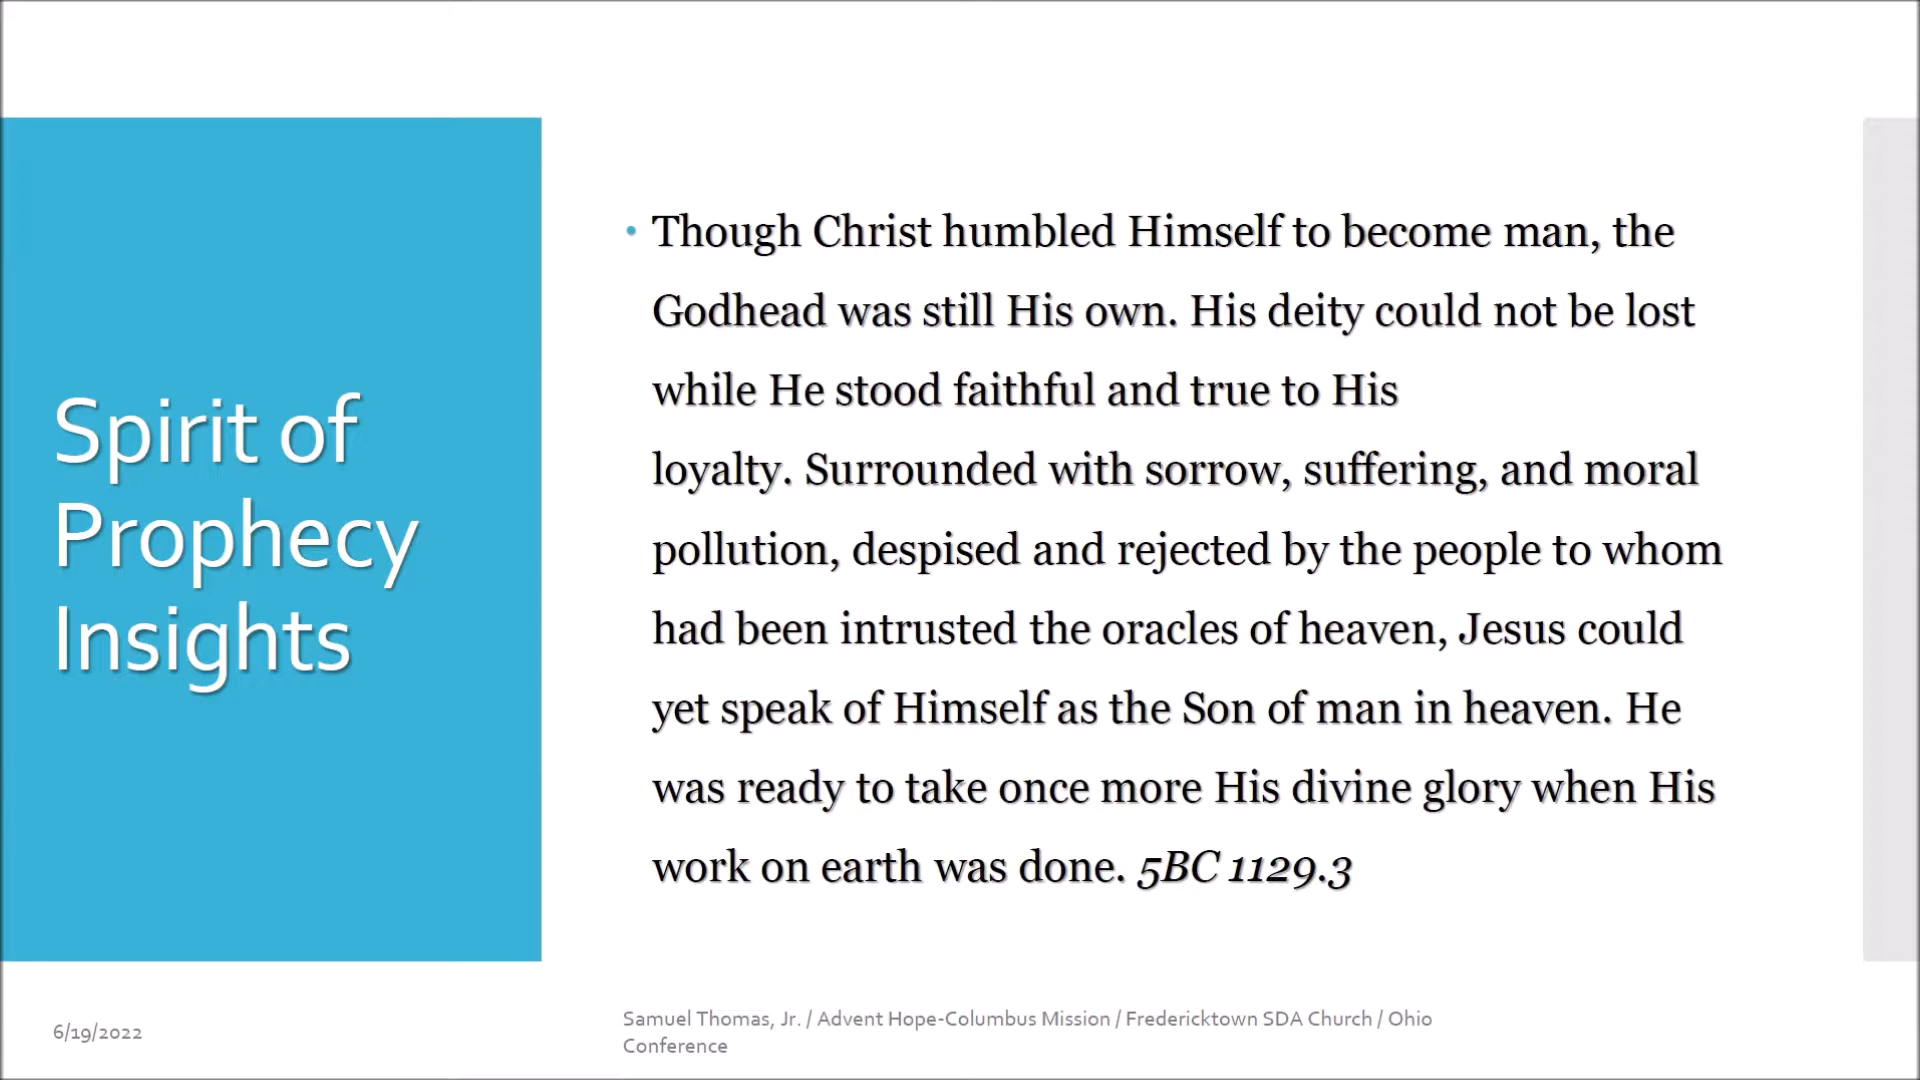 Spirit of
Prophecy
Insights
• Though Christ humbled Himself to become man, the
Godhead was still His own. His deity could not be lost
while He stood faithful and true to His
loyalty. Surrounded with sorrow, suffering, and moral
pollution, despised and rejected by the people to whom
had been intrusted the oracles of heaven, Jesus could
yet speak of Himself as the Son of man in heaven. He
was ready to take once more His divine glory when His
work on earth was done. 5BC 1129.3
6/19/2022
Samuel Thomas, Jr. / Advent Hope-Columbus Mission / Fredericktown SDA Church / Ohio
Conference